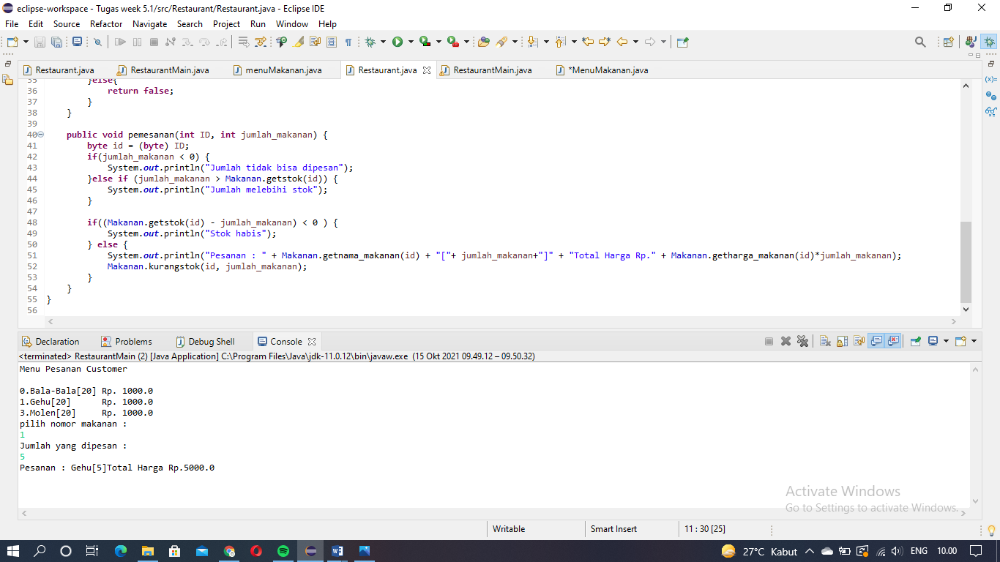 eclipse-workspace - Tugas week 5.1/src/Restaurant/Restaurant.java - Eclipse IDE
File Edit Source Refactor Navigate Search Project Run Window Help
Restaurant.java RestaurantMain.java menuMakanan.java Restaurant.java RestaurantMain.java *MenuMakanan.java
35 }else{
36 return false;
37 }
38 }
39
40 public void pemesanan(int ID, int jumlah_makanan) {
41 byte id = (byte) ID;
42 if(jumlah_makanan < 0) {
43 System.out.println("Jumlah tidak bisa dipesan");
44 }else if (jumlah_makanan > Makanan.getstok(id)) {
45 System.out.println("Jumlah melebihi stok");
46 }
47
48 if((Makanan.getstok(id) - jumlah_makanan) < 0 ) {
49 System.out.println("Stok habis");
50 } else {
51 System.out.println("Pesanan : " + Makanan.getnama_makanan(id) + "["+ jumlah_makanan+"]" + "Total Harga Rp." + Makanan.getharga_makanan(id)*jumlah_makanan);
52 Makanan.kurangstok(id, jumlah_makanan);
53 }
54 }
55 }
56
Declaration Problems Debug Shell Console
<terminated> RestaurantMain (2) [Java Application] C:\Program Files\Java\jdk-11.0.12\bin\javaw.exe (15 Okt 2021 09.49.12 – 09.50.32)
Menu Pesanan Customer
0.Bala-Bala[20] Rp. 1000.0
1.Gehu[20] Rp. 1000.0
3.Molen[20] Rp. 1000.0
pilih nomor makanan :
1
Jumlah yang dipesan :
5
Pesanan : Gehu[5]Total Harga Rp.5000.0
Activate Windows
Go to Settings to activate Windows.
Writable Smart Insert 11 : 30 [25]
27°C Kabut ENG 10.00